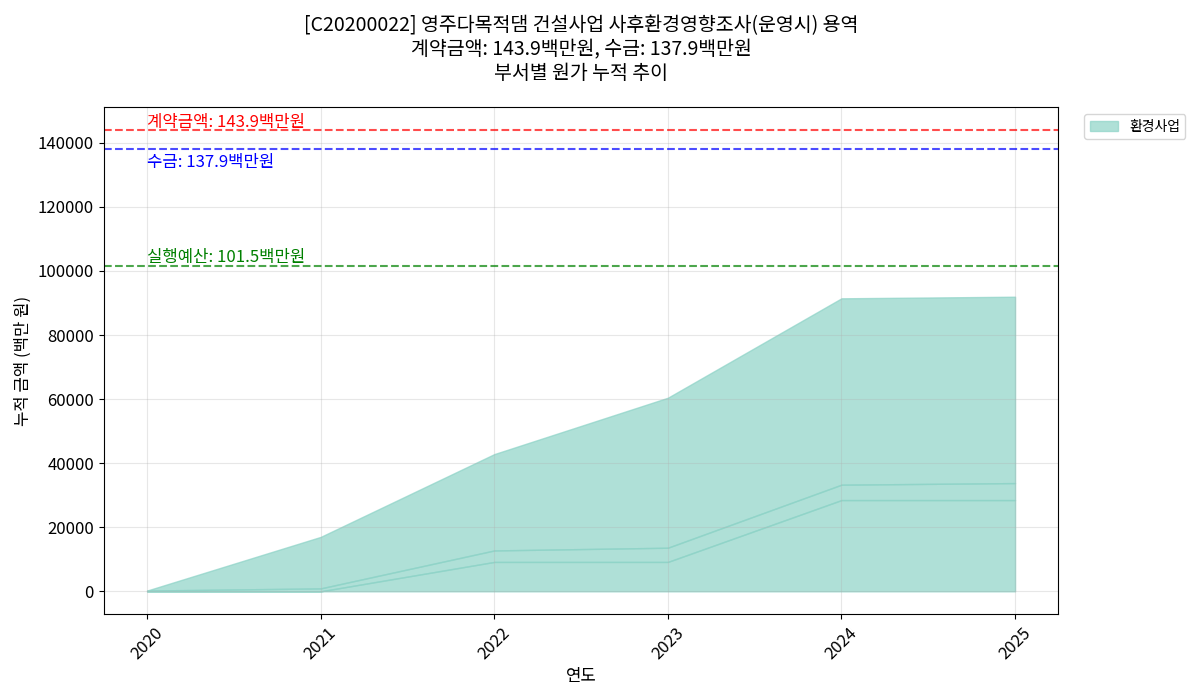 [C20200022] 영주다목적댐 건설사업 사후환경영향조사(운영시) 용역
계약금액: 143.9백만원, 수금: 137.9백만원
부서별 원가 누적 추이
계약금액: 143.9백만원
수금: 137.9백만원
실행예산: 101.5백만원
환경사업
누적 금액 (백만 원)
140000
120000
100000
80000
60000
40000
20000
0
2020
2021
2022
2023
2024
2025
연도